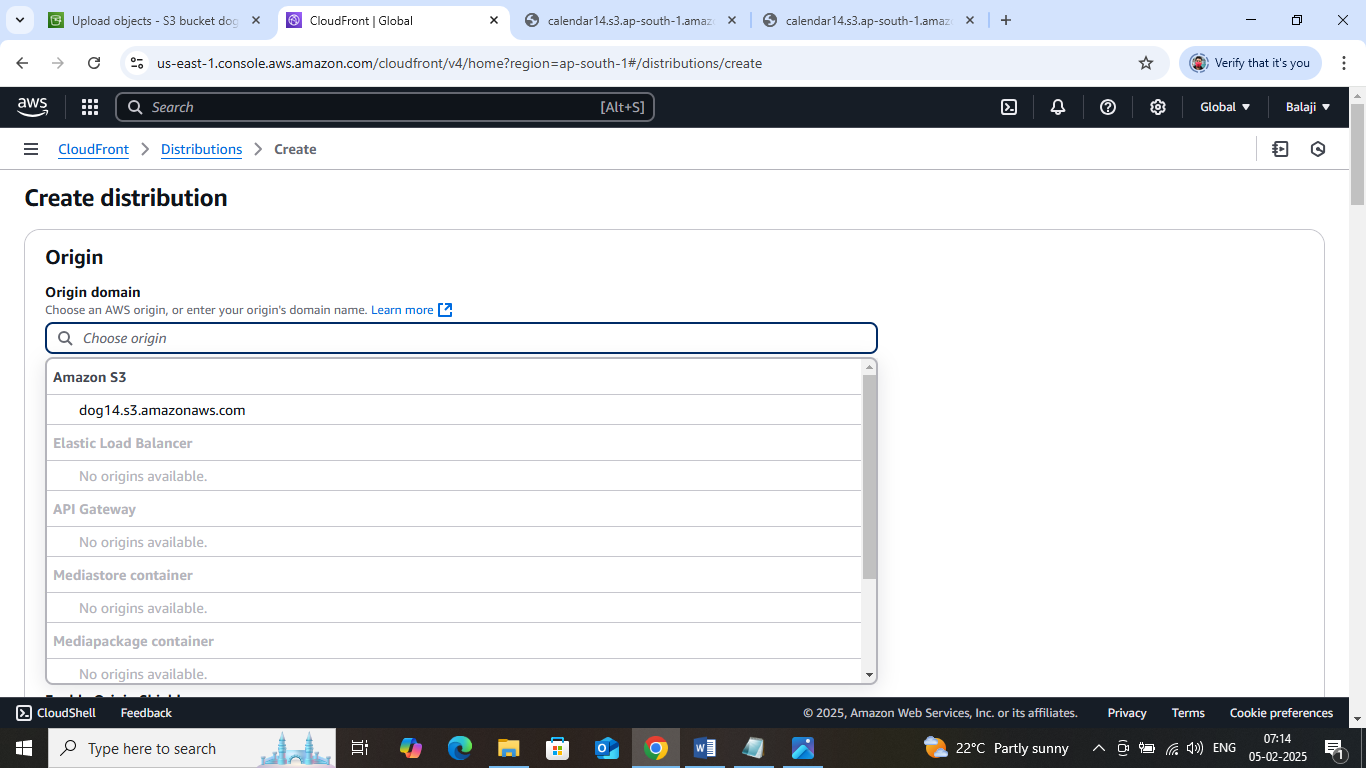 Upload objects - S3 bucket dog
CloudFront | Global
calendar14.s3.ap-south-1.amaz
calendar14.s3.ap-south-1.amaz
us-east-1.console.aws.amazon.com/cloudfront/v4/home?region=ap-south-1#/distributions/create
Verify that it's you
aws
Search
[Alt+S]
Global
Balaji
CloudFront
Distributions
Create
Create distribution
Origin
Origin domain
Choose an AWS origin, or enter your origin's domain name. Learn more
Choose origin
Amazon S3
dog14.s3.amazonaws.com
Elastic Load Balancer
No origins available.
API Gateway
No origins available.
Mediastore container
No origins available.
Mediapackage container
No origins available.
CloudShell
Feedback
© 2025, Amazon Web Services, Inc. or its affiliates.
Privacy
Terms
Cookie preferences
Type here to search
22°C Partly sunny
ENG
07:14
05-02-2025
1